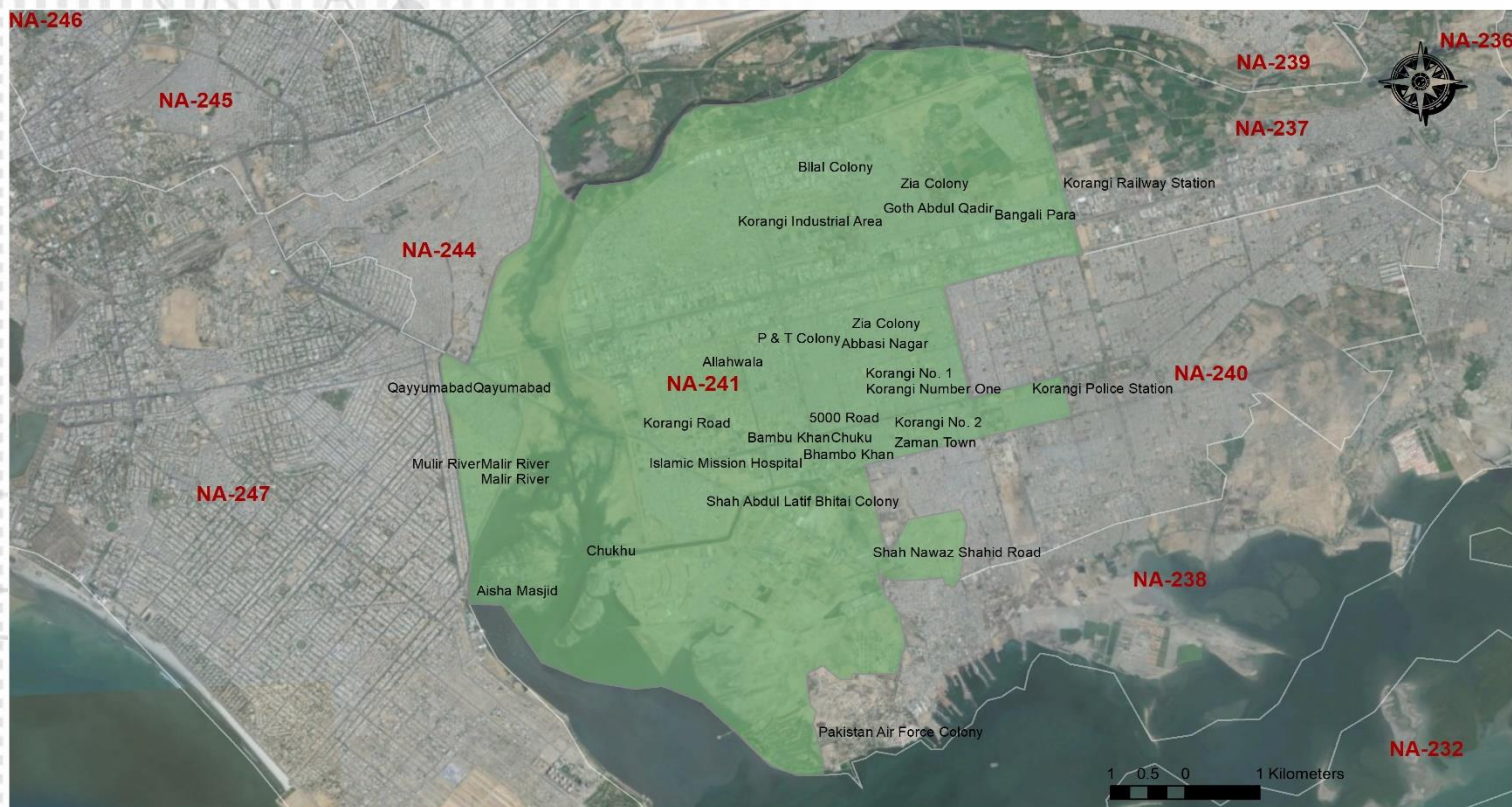 NA-246
NA-236
NA-239
NA-245
NA-237
Bilal Colony
Zia Colony
Korangi Railway Station
Goth Abdul Qadir
Bangali Para
Korangi Industrial Area
NA-244
Zia Colony
P & T Colony
Abbasi Nagar
Allahwala
Korangi No. 1
NA-240
NA-241
QayyumabadQayumabad
Korangi Number One
Korangi Police Station
5000 Road
Korangi Road
Korangi No. 2
Bambu KhanChuku
Zaman Town
Bhambo Khan
Mulir RiverMalir River
Islamic Mission Hospital
Malir River
NA-247
Shah Abdul Latif Bhitai Colony
Chukhu
Shah Nawaz Shahid Road
NA-238
Aisha Masjid
Pakistan Air Force Colony
NA-232
1 0.5 0 1 Kilometers